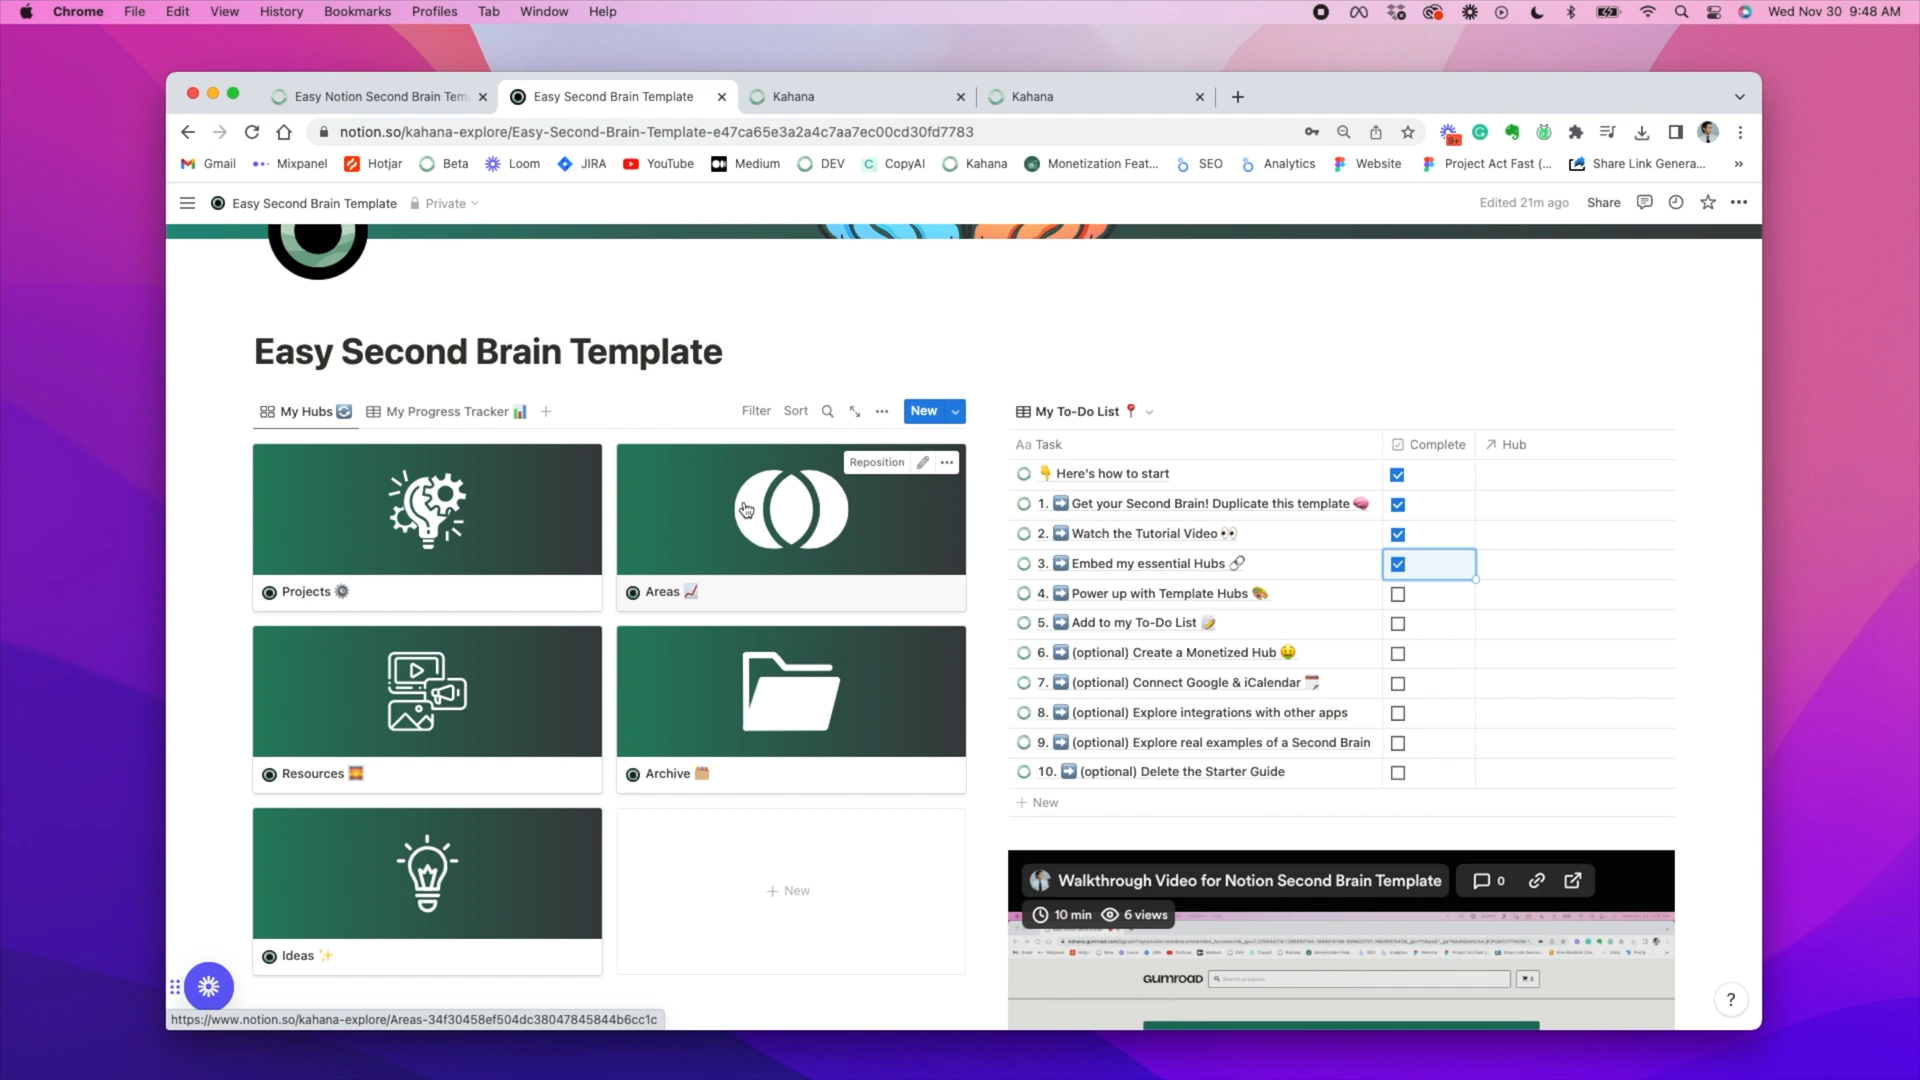 Chrome File Edit View History Bookmarks Profiles Tab Window Help
Wed Nov 30 9:48 AM
Easy Notion Second Brain Tem
Easy Second Brain Template
Kahana
Kahana
notion.so/kahana-explore/Easy-Second-Brain-Template-e47ca65e3a2a4c7aa7ec00cd30fd7783
9+
Gmail Mixpanel Hotjar Beta Loom JIRA YouTube Medium DEV CopyAI Kahana Monetization Feat... SEO Analytics Website Project Act Fast (... Share Link Genera... »
Easy Second Brain Template Private
Edited 21m ago Share
Easy Second Brain Template
My Hubs My Progress Tracker
Filter Sort New
Reposition
Projects
Areas
Resources
Archive
Ideas
+ New
My To-Do List
Aa Task Complete Hub
Here's how to start
1. Get your Second Brain! Duplicate this template
2. Watch the Tutorial Video
3. Embed my essential Hubs
4. Power up with Template Hubs
5. Add to my To-Do List
6. (optional) Create a Monetized Hub
7. (optional) Connect Google & iCalendar
8. (optional) Explore integrations with other apps
9. (optional) Explore real examples of a Second Brain
10. (optional) Delete the Starter Guide
+ New
Walkthrough Video for Notion Second Brain Template
0
10 min 6 views
GUMROAD
Search products
?
https://www.notion.so/kahana-explore/Areas-34f30458ef504dc38047845844b6cc1c